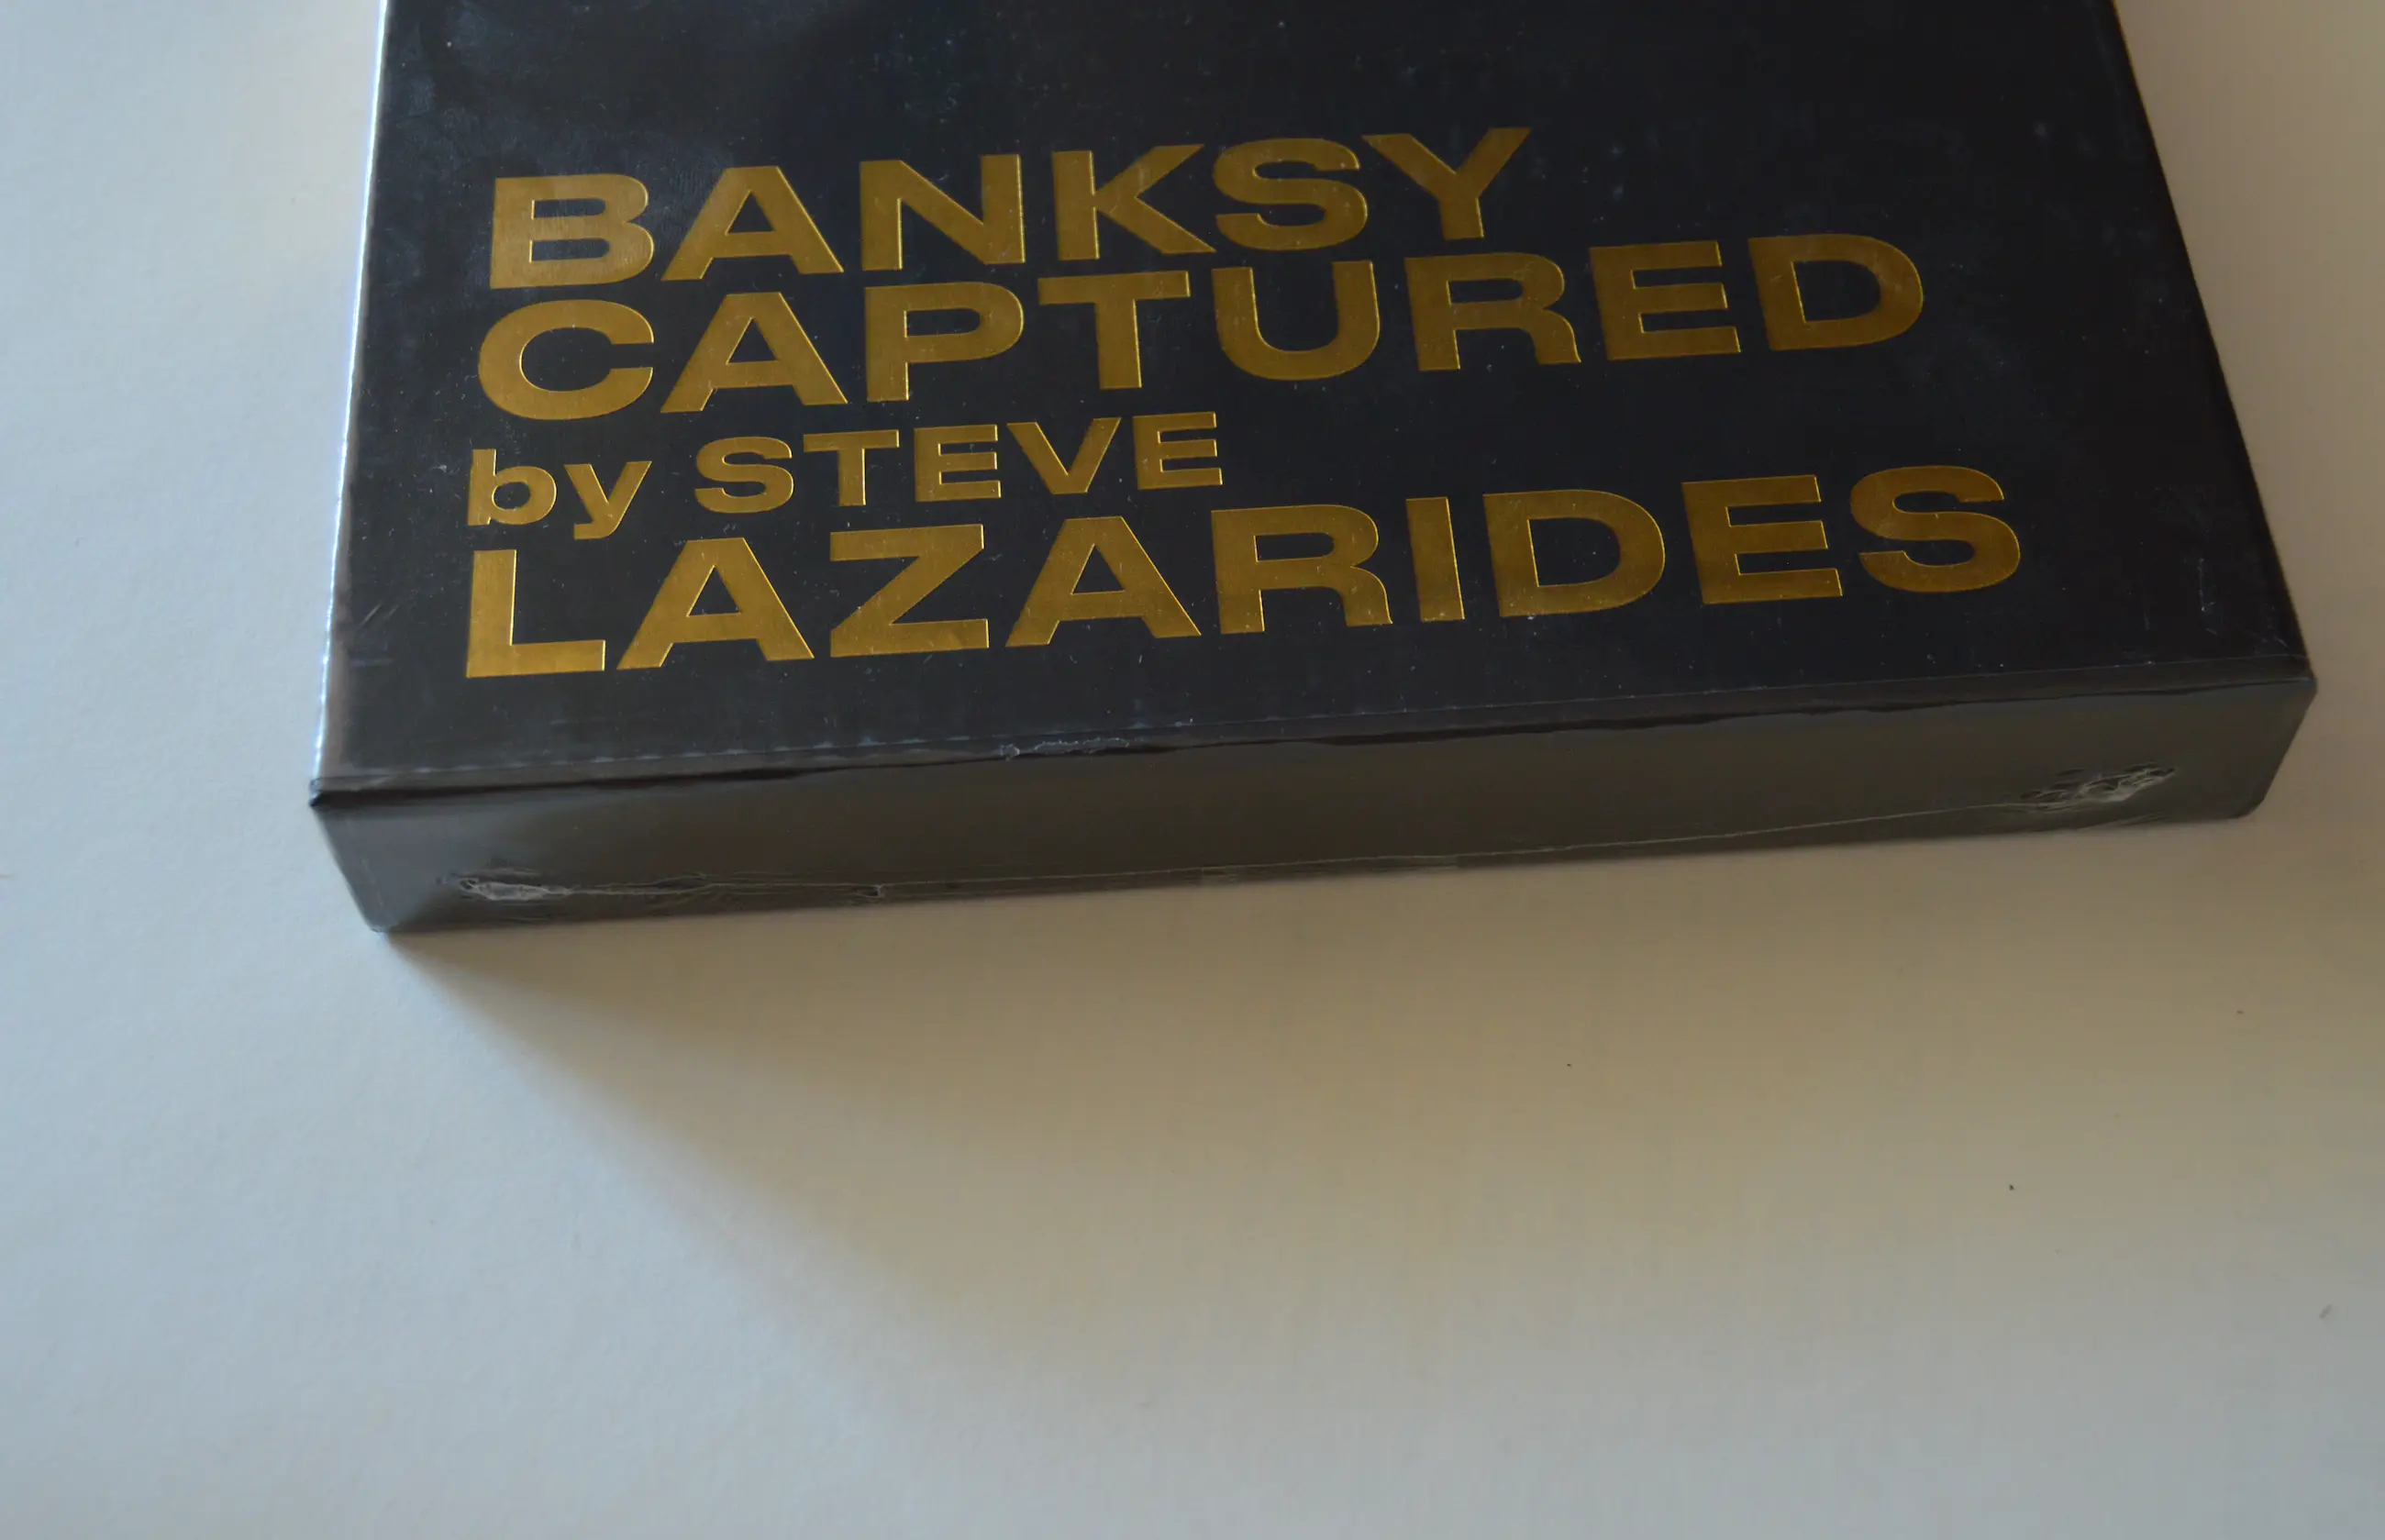 BANKSY
CAPTURED
by STEVE
LAZARIDES